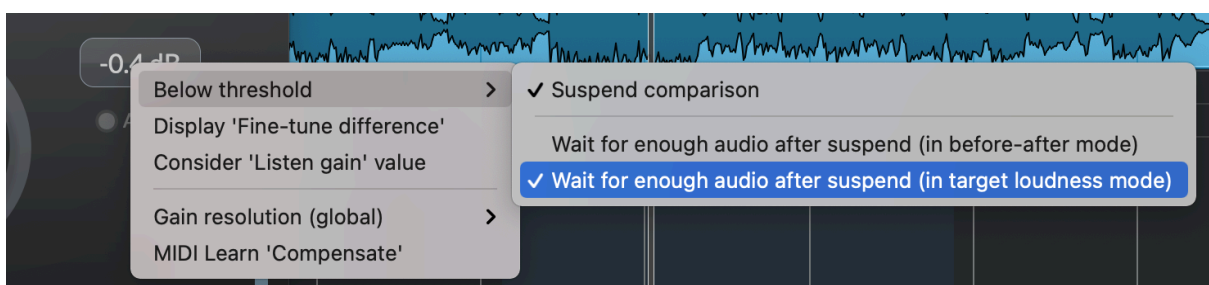 -0.4 dB
A
Below threshold
Display 'Fine-tune difference'
Consider 'Listen gain' value
Gain resolution (global)
MIDI Learn 'Compensate'
Suspend comparison
Wait for enough audio after suspend (in before-after mode)
Wait for enough audio after suspend (in target loudness mode)